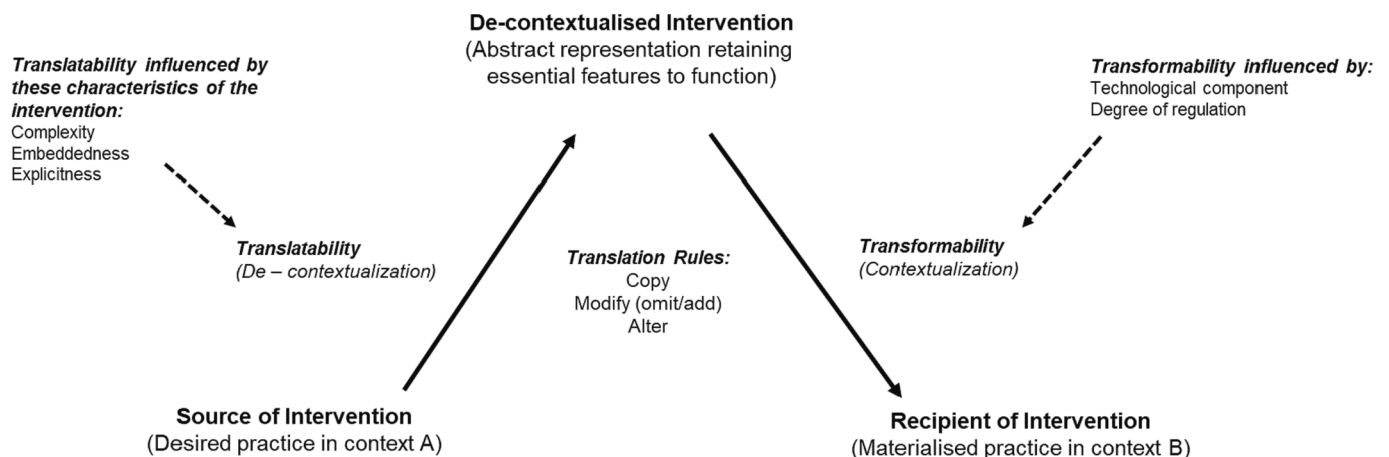 De-contextualised Intervention
(Abstract representation retaining
essential features to function)
Translatability influenced by
these characteristics of the
intervention:
Complexity
Embeddedness
Explicitness
Transformability influenced by:
Technological component
Degree of regulation
Translatability
(De – contextualization)
Translation Rules:
Copy
Modify (omit/add)
Alter
Transformability
(Contextualization)
Source of Intervention
(Desired practice in context A)
Recipient of Intervention
(Materialised practice in context B)